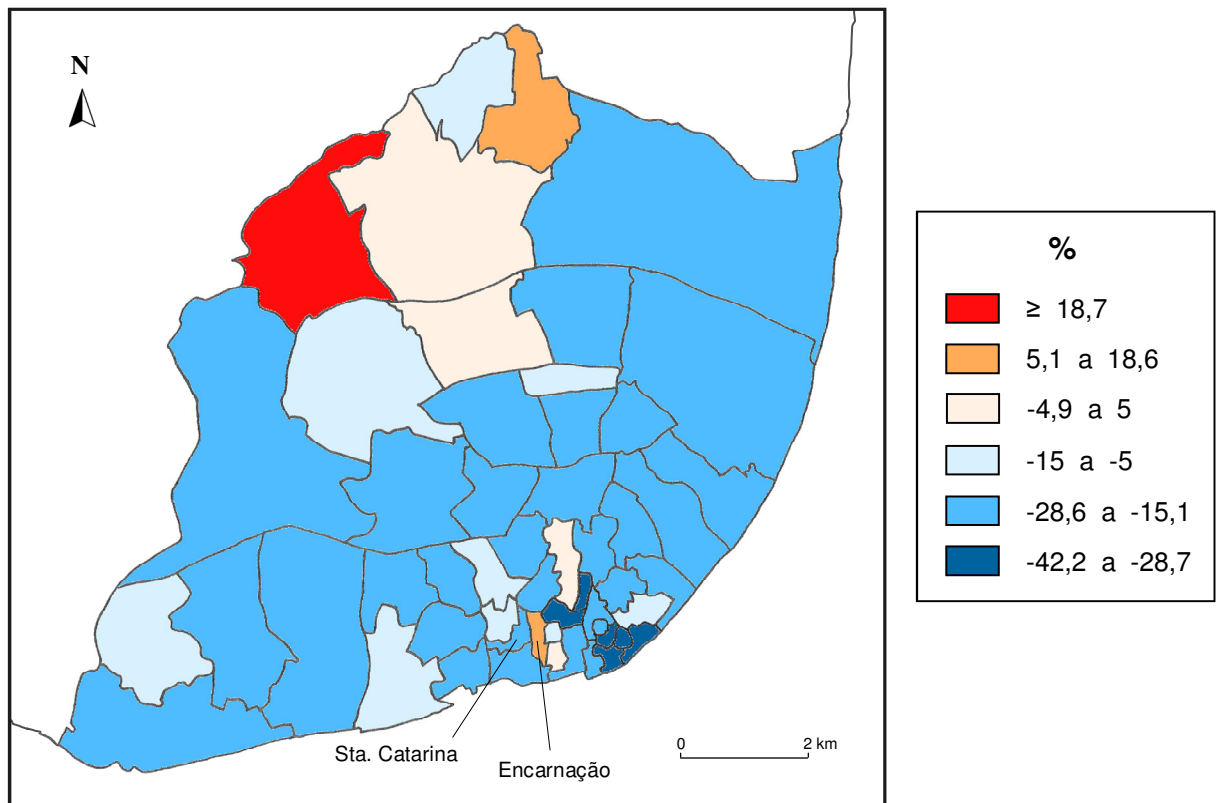 N
%
≥ 18,7
5,1 a 18,6
-4,9 a 5
-15 a -5
-28,6 a -15,1
-42,2 a -28,7
Sta. Catarina
Encarnação
0 2 km